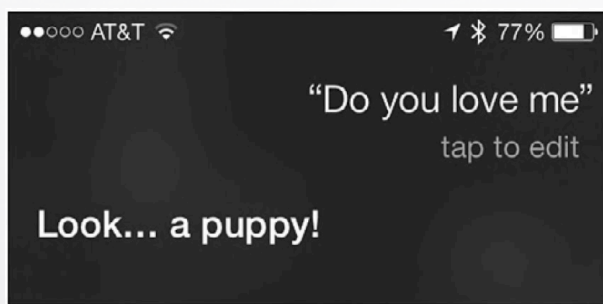 AT&T 77%
“Do you love me”
tap to edit
Look... a puppy!